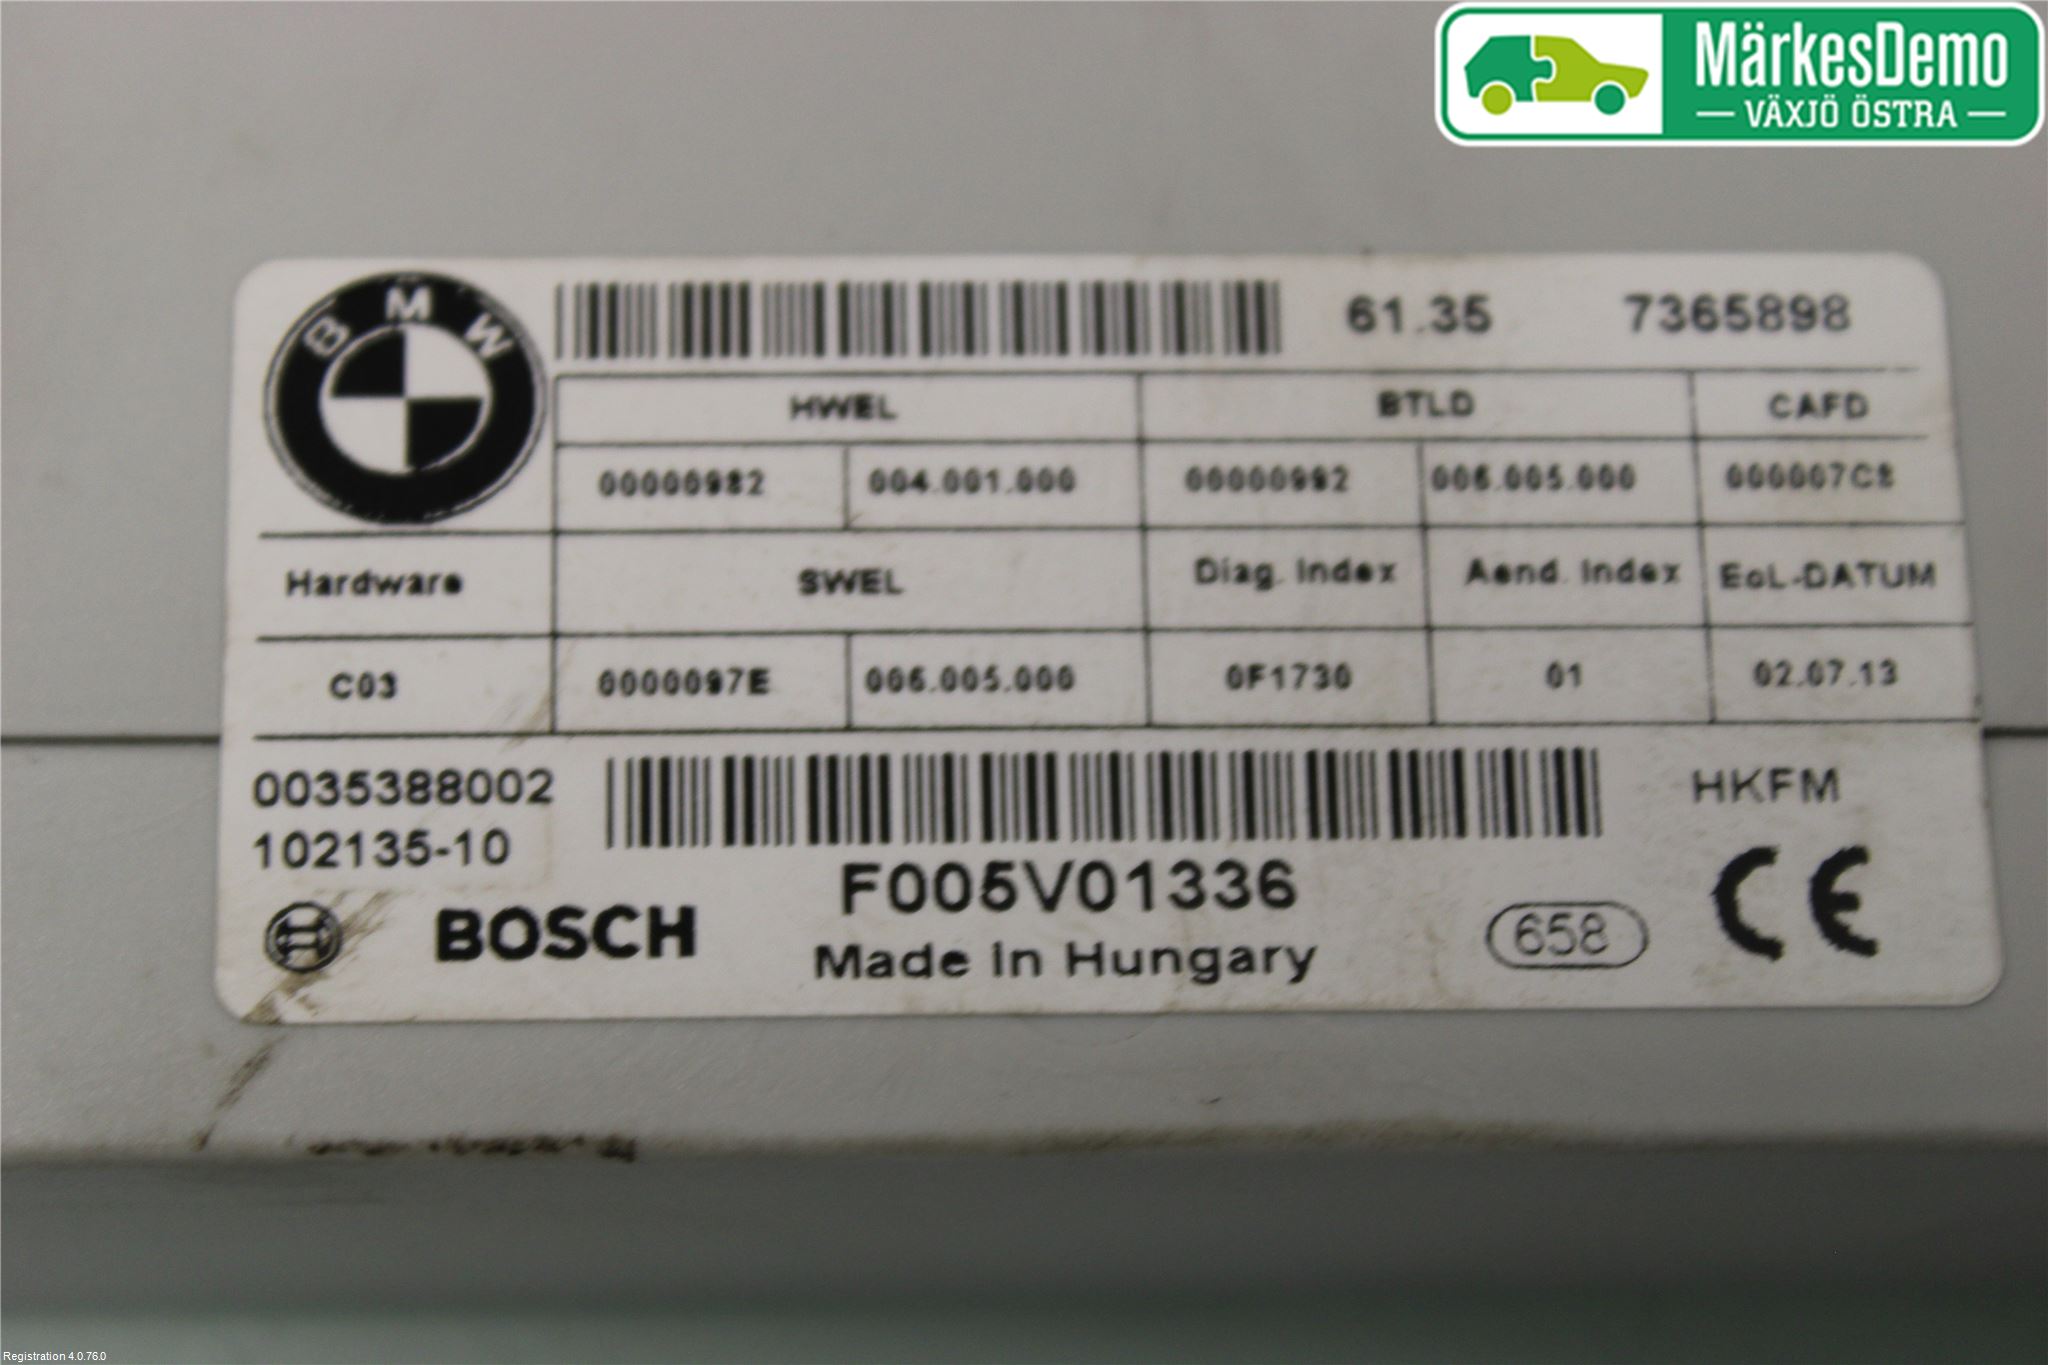 MärkesDemo
VÄXJÖ ÖSTRA
BMW
61.35 7365898
HWEL BTLD CAFD
00000982 004.001.000 00000982 006.005.000 000007C8
Hardware SWEL Diag. Index Aend. Index EoL-DATUM
C03 0000097E 006.005.000 0F1730 01 02.07.13
0035388002 HKFM
102135-10
F005V01336
BOSCH
Made in Hungary
658
CE
Registration 4.0.76.0